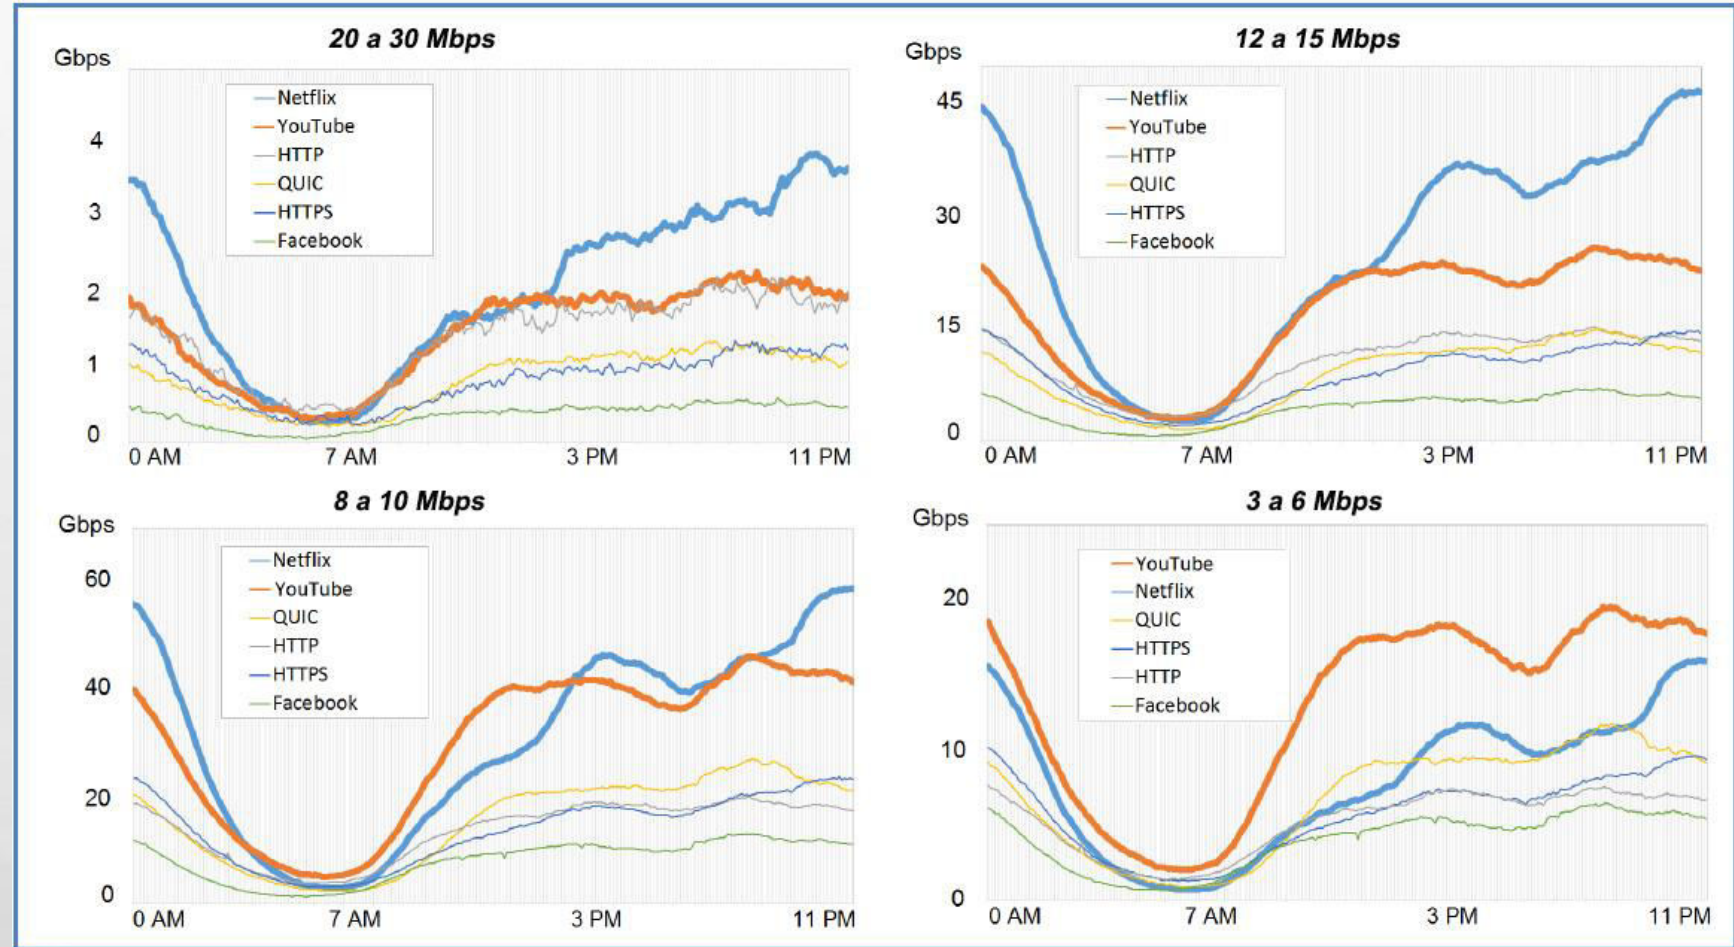 20 a 30 Mbps
Gbps
Netflix
YouTube
HTTP
QUIC
HTTPS
Facebook
4
3
2
1
0
0 AM 7 AM 3 PM 11 PM
12 a 15 Mbps
Gbps
Netflix
YouTube
HTTP
QUIC
HTTPS
Facebook
45
30
15
0
0 AM 7 AM 3 PM 11 PM
8 a 10 Mbps
Gbps
Netflix
YouTube
QUIC
HTTP
HTTPS
Facebook
60
40
20
0
0 AM 7 AM 3 PM 11 PM
3 a 6 Mbps
Gbps
YouTube
Netflix
QUIC
HTTPS
HTTP
Facebook
20
10
0
0 AM 7 AM 3 PM 11 PM